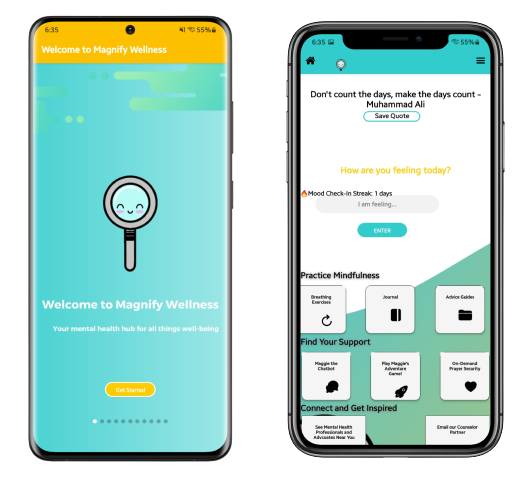 6:35
55%
Welcome to Magnify Wellness
Welcome to Magnify Wellness
Your mental health hub for all things well-being
Get Started
6:35
55%
Don't count the days, make the days count -
Muhammad Ali
Save Quote
How are you feeling today?
Mood Check-In Streak: 1 days
I am feeling...
ENTER
Practice Mindfulness
Breathing
Exercises
Journal
Advice Guides
Find Your Support
Maggie the
Chatbot
Play Maggie's
Adventure
Game!
On-Demand
Prayer Security
Connect and Get Inspired
See Mental Health
Professionals and
Advcoates Near You
Email our Counselor
Partner